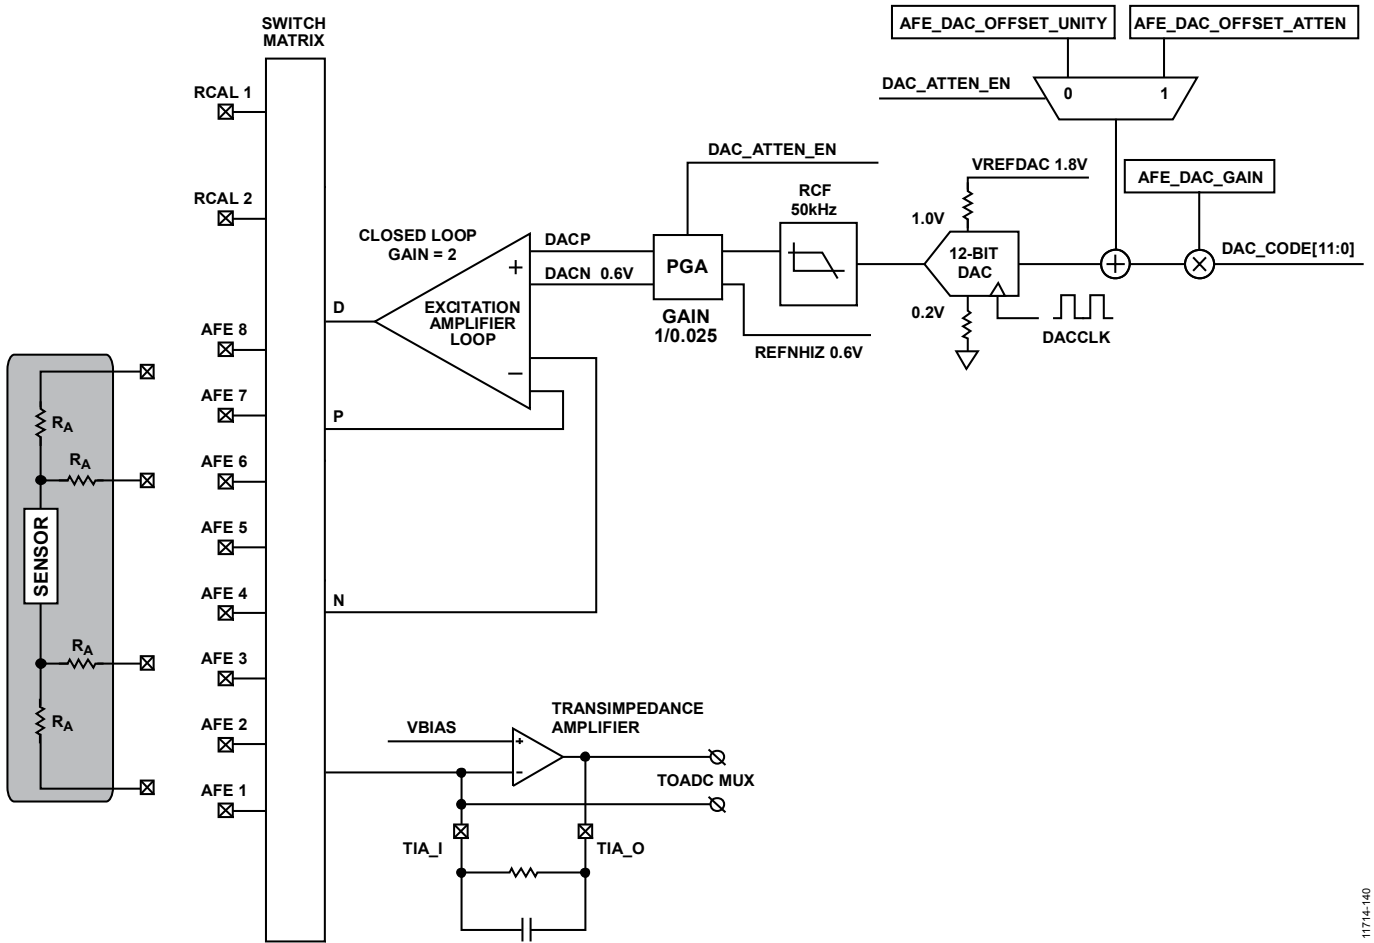 SWITCH
MATRIX
AFE_DAC_OFFSET_UNITY
AFE_DAC_OFFSET_ATTEN
DAC_ATTEN_EN
0
1
RCAL 1
RCAL 2
DAC_ATTEN_EN
VREFDAC 1.8V
AFE_DAC_GAIN
RCF
50kHz
1.0V
12-BIT
DAC
0.2V
DAC_CODE[11:0]
DACCLK
CLOSED LOOP
GAIN = 2
DACP
DACN 0.6V
PGA
GAIN
1/0.025
REFNHIZ 0.6V
+
EXCITATION
AMPLIFIER
LOOP
–
D
P
N
AFE 8
AFE 7
AFE 6
AFE 5
AFE 4
AFE 3
AFE 2
AFE 1
RA
RA
SENSOR
RA
RA
VBIAS
TRANSIMPEDANCE
AMPLIFIER
+
–
TOADC MUX
TIA_I
TIA_O
11714-140